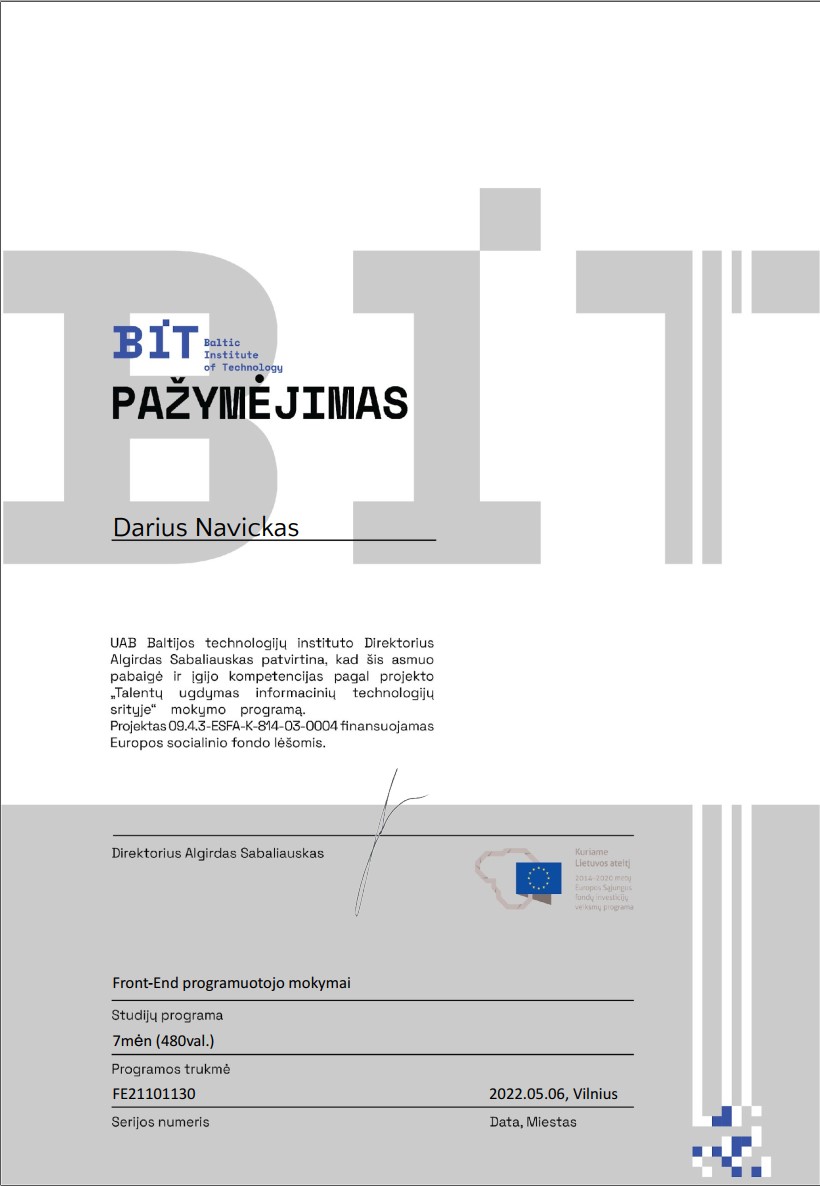 BİT
BİT Baltic
Institute
of Technology
PAŽYMĖJIMAS
Darius Navickas
UAB Baltijos technologijų instituto Direktorius
Algirdas Sabaliauskas patvirtina, kad šis asmuo
pabaigė ir įgijo kompetencijas pagal projekto
„Talentų ugdymas informacinių technologijų
srityje“ mokymo programą.
Projektas 09.4.3-ESFA-K-814-03-0004 finansuojamas
Europos socialinio fondo lėšomis.
Direktorius Algirdas Sabaliauskas
Kuriame
Lietuvos ateitį
2014-2020 metų
Europos Sąjungos
fondų investicijų
veiksmų programa
Front-End programuotojo mokymai
Studijų programa
7mėn (480val.)
Programos trukmė
FE21101130 2022.05.06, Vilnius
Serijos numeris Data, Miestas